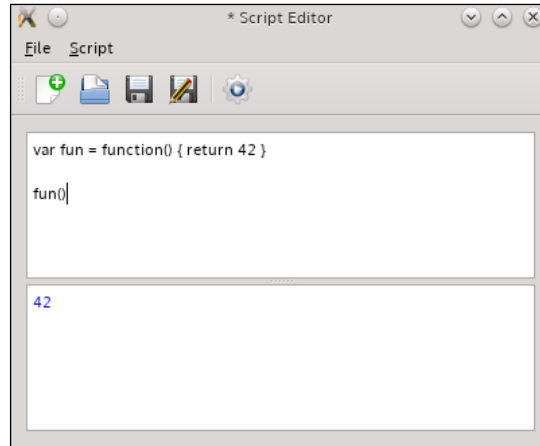 * Script Editor
File Script
var fun = function() { return 42 }
fun()
42